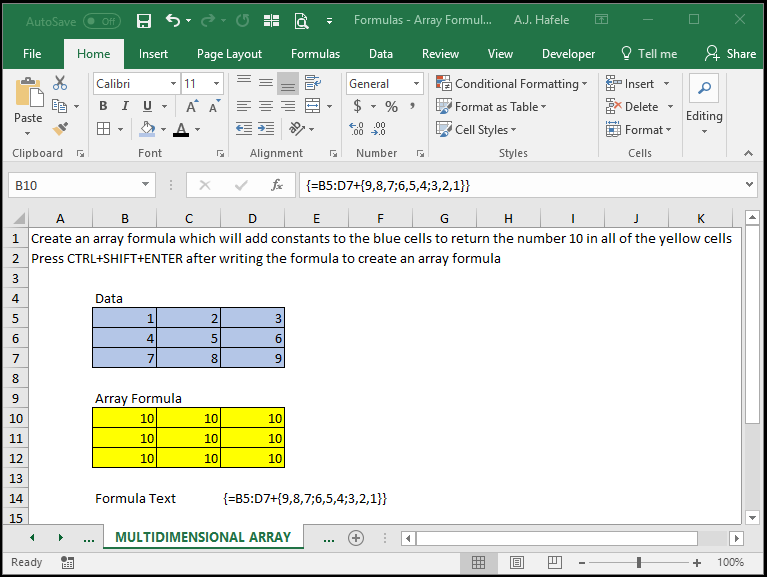 AutoSave Off Formulas - Array Formul... A.J. Hafele
File Home Insert Page Layout Formulas Data Review View Developer Tell me Share
Calibri 11 General Conditional Formatting Insert
Paste B I U A A $ % , Format as Table Delete Editing
A .00 .0 Cell Styles Format
Clipboard Font Alignment Number Styles Cells
B10 fx {=B5:D7+{9,8,7;6,5,4;3,2,1}}
A B C D E F G H I J K
1 Create an array formula which will add constants to the blue cells to return the number 10 in all of the yellow cells
2 Press CTRL+SHIFT+ENTER after writing the formula to create an array formula
3
4 Data
5 1 2 3
6 4 5 6
7 7 8 9
8
9 Array Formula
10 10 10 10
11 10 10 10
12 10 10 10
13
14 Formula Text {=B5:D7+{9,8,7;6,5,4;3,2,1}}
15
... MULTIDIMENSIONAL ARRAY ...
Ready 100%